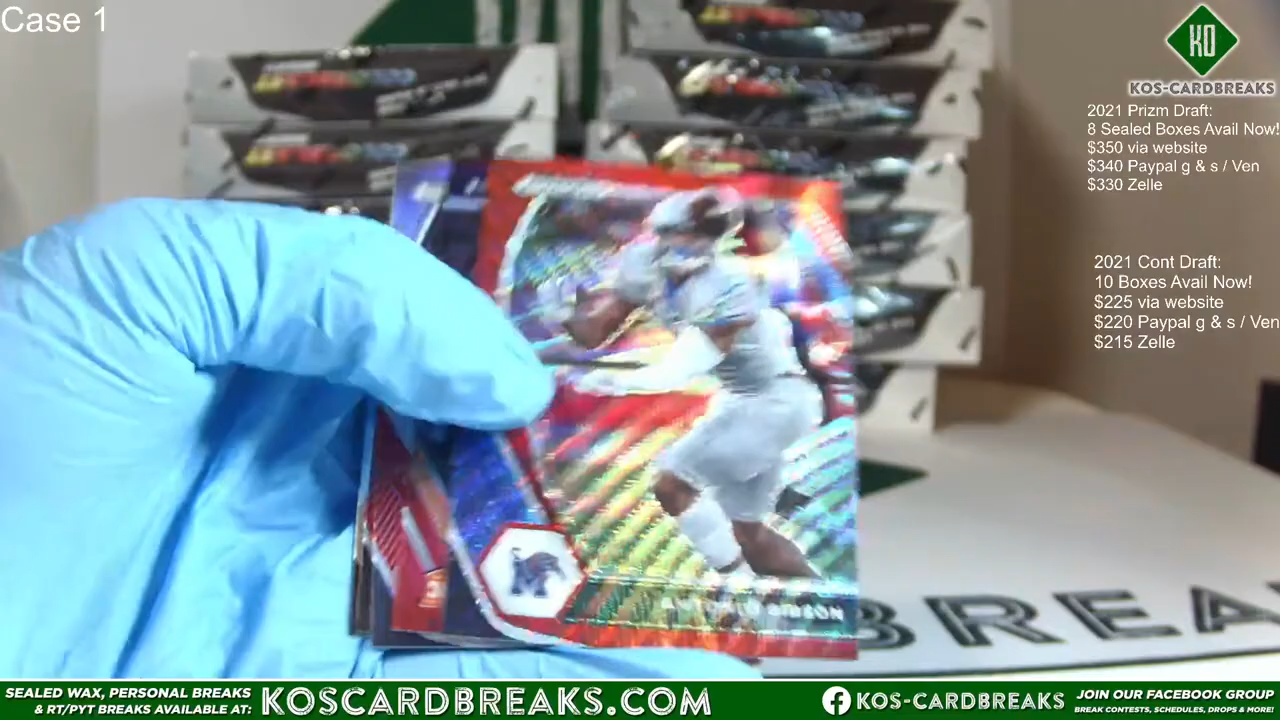 Case 1
KO
KOS-CARDBREAKS
2021 Prizm Draft:
8 Sealed Boxes Avail Now!
$350 via website
$340 Paypal g & s / Ven
$330 Zelle
2021 Cont Draft:
10 Boxes Avail Now!
$225 via website
$220 Paypal g & s / Ven
$215 Zelle
ANTONIO GIBSON
BREA
SEALED WAX, PERSONAL BREAKS
& RT/PYT BREAKS AVAILABLE AT:
KOSCARDBREAKS.COM
KOS-CARDBREAKS
JOIN OUR FACEBOOK GROUP
BREAK CONTESTS, SCHEDULES, DROPS & MORE!